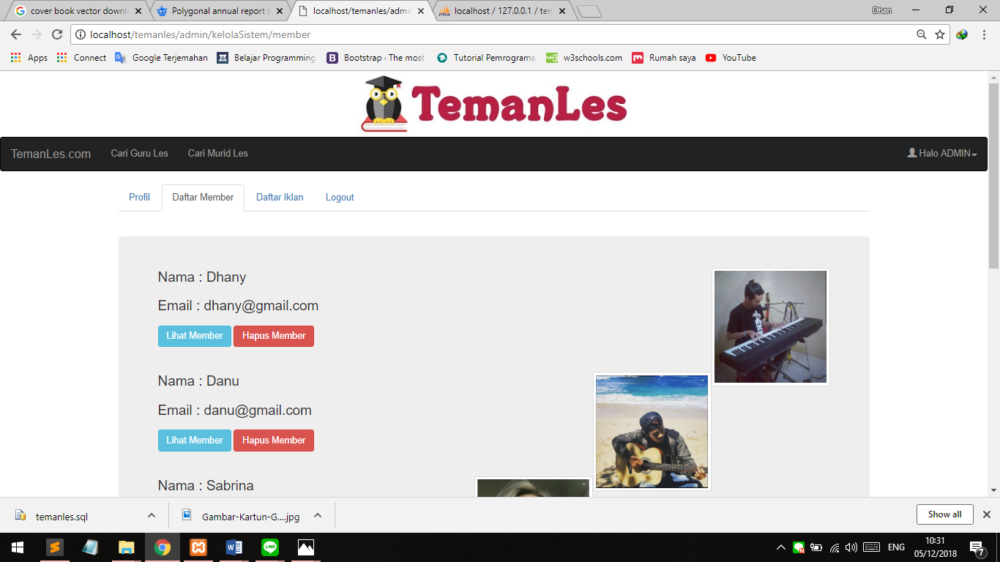 cover book vector downl
Polygonal annual report b
localhost/temanles/admi
localhost / 127.0.0.1 / tem
Dhan
localhost/temanles/admin/kelolaSistem/member
Apps
Connect
Google Terjemahan
Belajar Programming
Bootstrap · The most
Tutorial Pemrograma
w3schools.com
Rumah saya
YouTube
TemanLes
TemanLes.com
Cari Guru Les
Cari Murid Les
Halo ADMIN
Profil
Daftar Member
Daftar Iklan
Logout
Nama : Dhany
Email : dhany@gmail.com
Lihat Member
Hapus Member
Nama : Danu
Email : danu@gmail.com
Lihat Member
Hapus Member
Nama : Sabrina
temanles.sql
Gambar-Kartun-G....jpg
Show all
ENG
10:31
05/12/2018
7